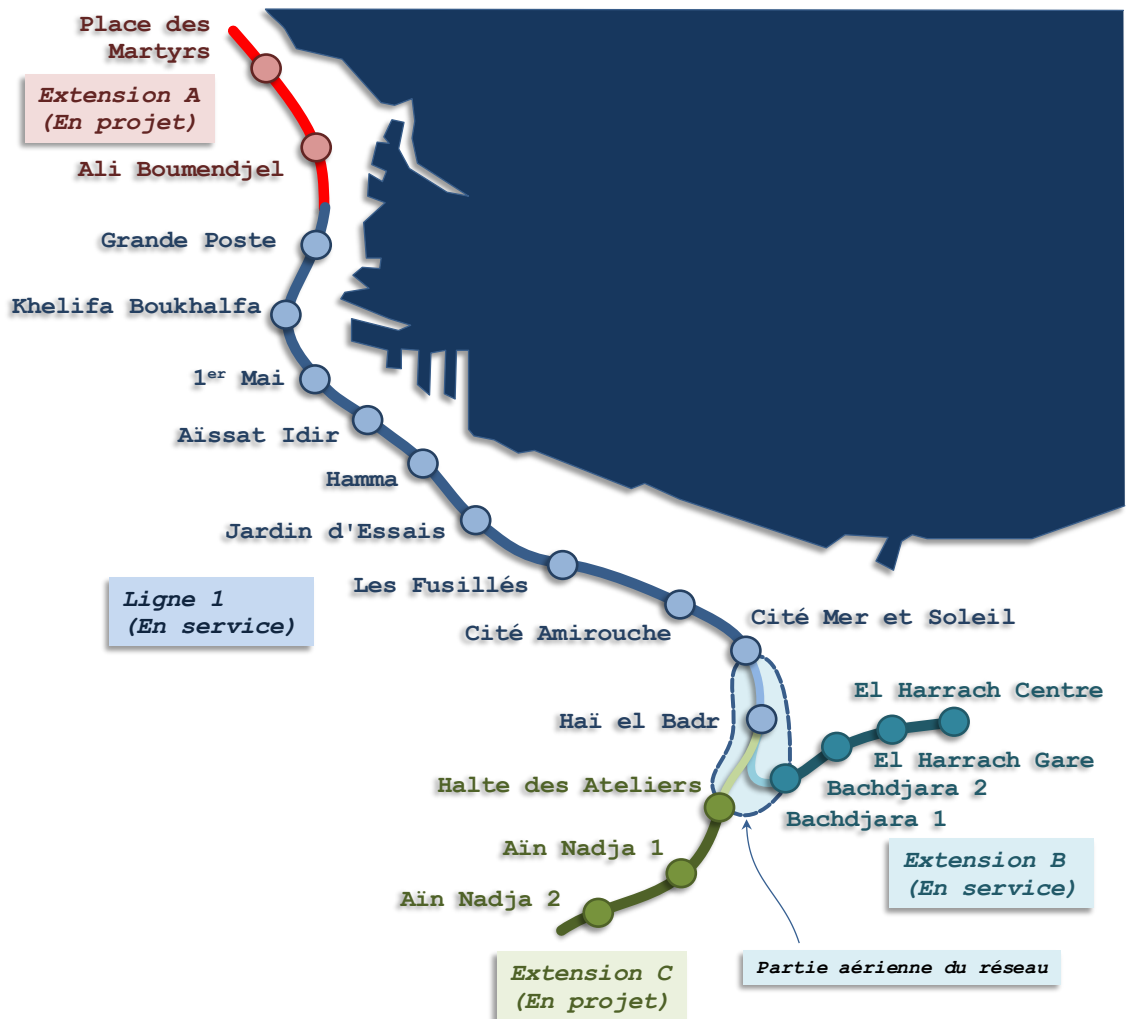 Place des
Martyrs
Extension A
(En projet)
Ali Boumendjel
Grande Poste
Khelifa Boukhalfa
1er Mai
Aïssat Idir
Hamma
Jardin d'Essais
Les Fusillés
Ligne 1
(En service)
Cité Amirouche
Cité Mer et Soleil
Haï el Badr
El Harrach Centre
El Harrach Gare
Bachdjara 2
Bachdjara 1
Halte des Ateliers
Aïn Nadja 1
Aïn Nadja 2
Extension B
(En service)
Partie aérienne du réseau
Extension C
(En projet)